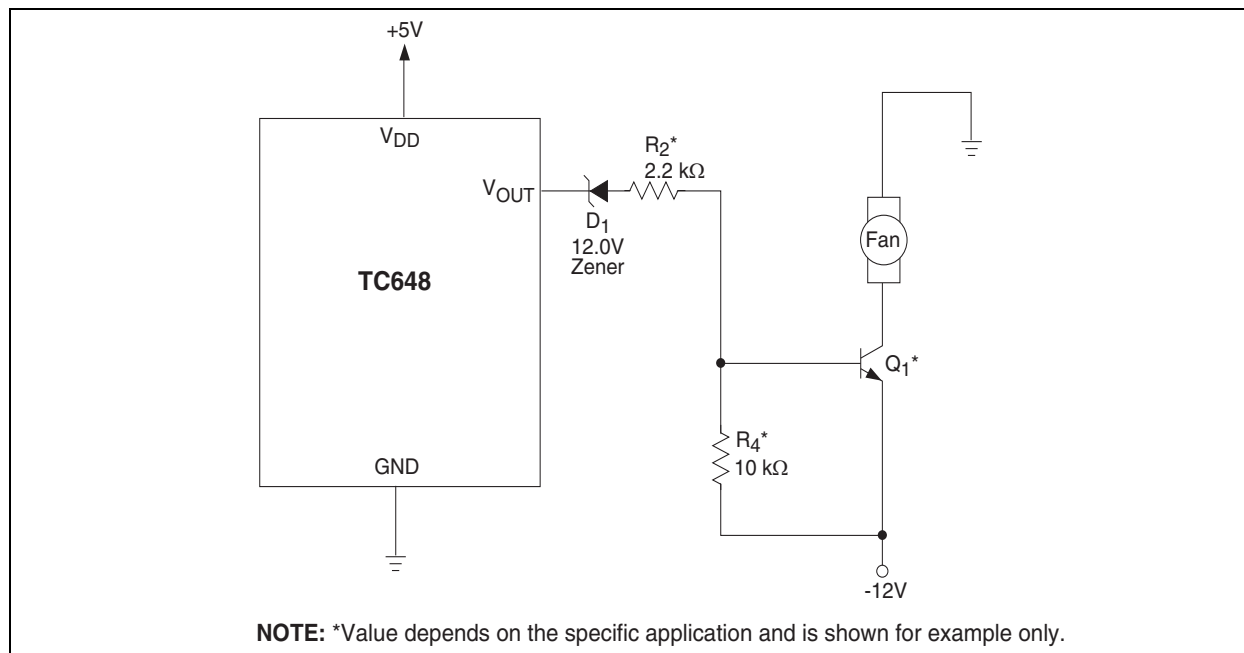 +5V
VDD
R2*
2.2 kΩ
VOUT
D1
12.0V
Zener
Fan
TC648
Q1*
R4*
10 kΩ
GND
-12V
NOTE: *Value depends on the specific application and is shown for example only.